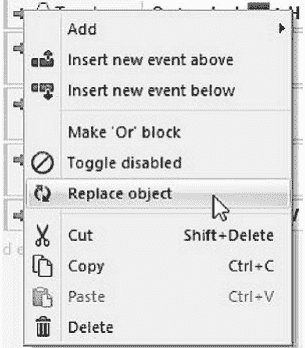 Add
Insert new event above
Insert new event below
Make 'Or' block
Toggle disabled
Replace object
Cut Shift+Delete
Copy Ctrl+C
Paste Ctrl+V
Delete